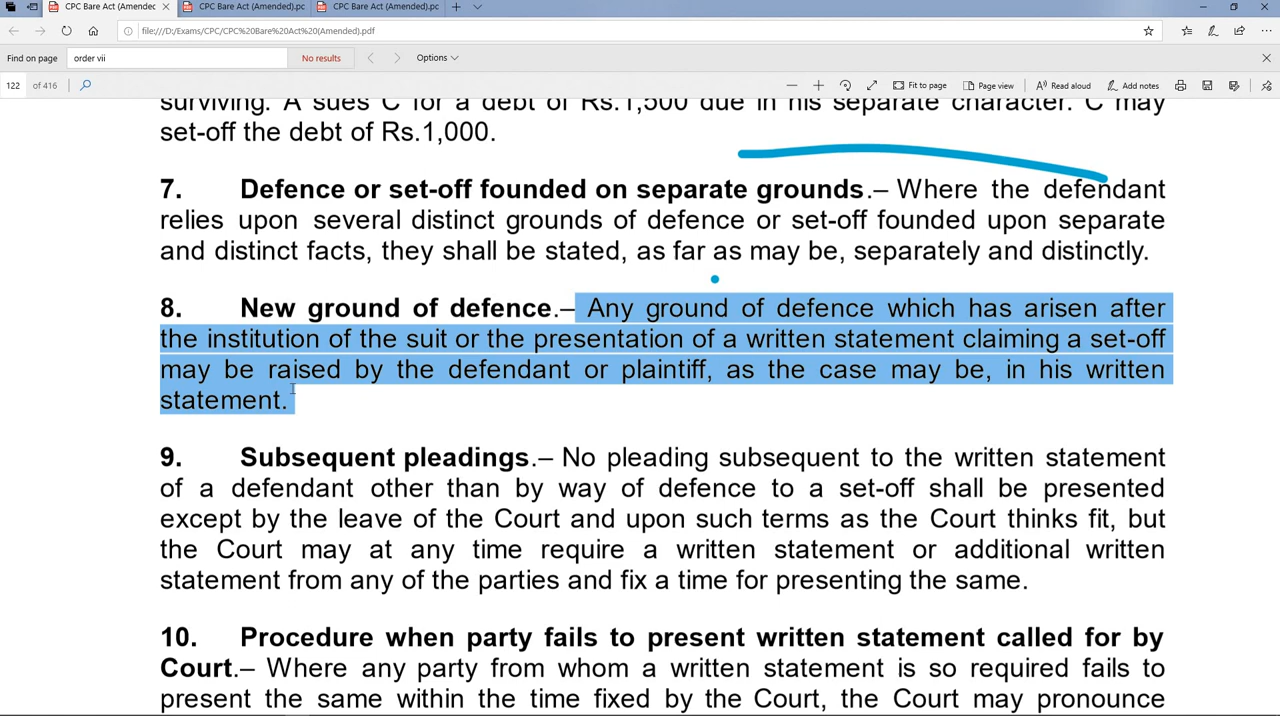 CPC Bare Act (Amended
CPC Bare Act (Amended).pc
CPC Bare Act (Amended).pc
file:///D:/Exams/CPC/CPC%20Bare%20Act%20(Amended).pdf
Find on page order vii No results Options
122 of 416 Fit to page Page view Read aloud Add notes
surviving. A sues C for a debt of Rs.1,500 due in his separate character. C may
set-off the debt of Rs.1,000.
7. Defence or set-off founded on separate grounds.– Where the defendant
relies upon several distinct grounds of defence or set-off founded upon separate
and distinct facts, they shall be stated, as far as may be, separately and distinctly.
8. New ground of defence.– Any ground of defence which has arisen after
the institution of the suit or the presentation of a written statement claiming a set-off
may be raised by the defendant or plaintiff, as the case may be, in his written
statement.
9. Subsequent pleadings.– No pleading subsequent to the written statement
of a defendant other than by way of defence to a set-off shall be presented
except by the leave of the Court and upon such terms as the Court thinks fit, but
the Court may at any time require a written statement or additional written
statement from any of the parties and fix a time for presenting the same.
10. Procedure when party fails to present written statement called for by
Court.– Where any party from whom a written statement is so required fails to
present the same within the time fixed by the Court, the Court may pronounce